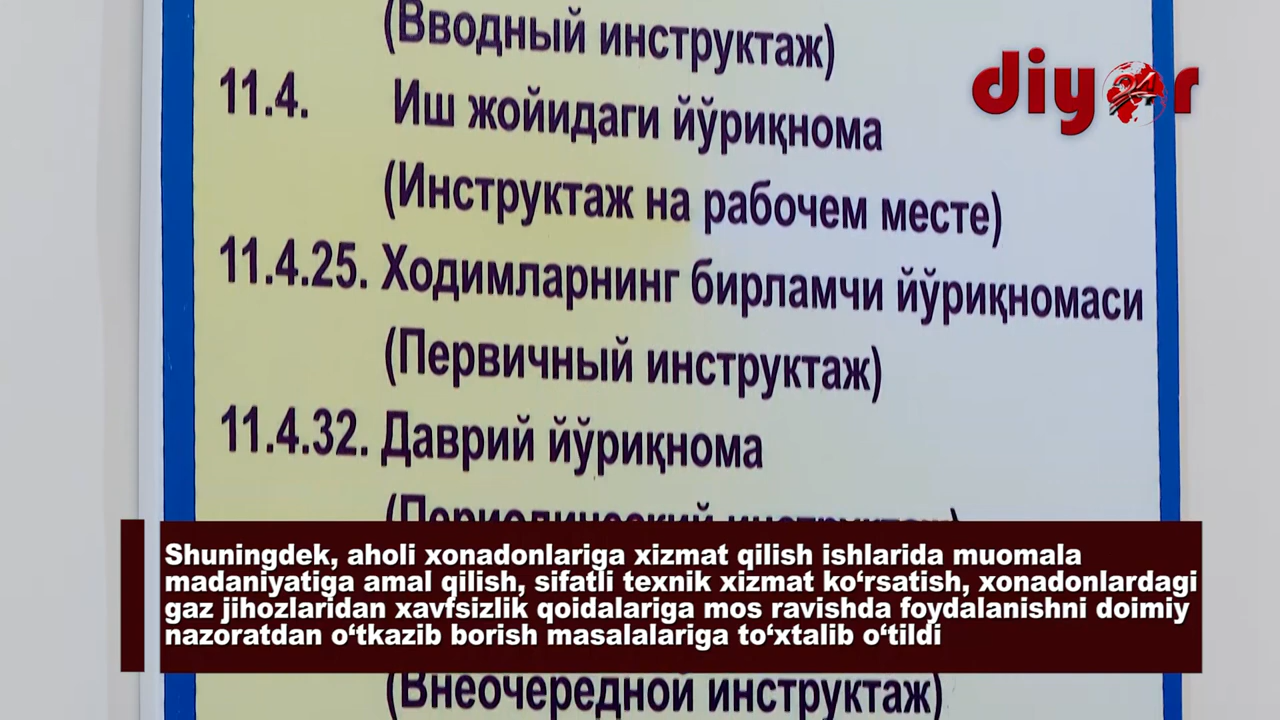 (Вводный инструктаж)
diyor 24
11.4. Иш жойидаги йўриқнома
(Инструктаж на рабочем месте)
11.4.25. Ходимларнинг бирламчи йўриқномаси
(Первичный инструктаж)
11.4.32. Даврий йўриқнома
(Периодический инструктаж)
Shuningdek, aholi xonadonlariga xizmat qilish ishlarida muomala
madaniyatiga amal qilish, sifatli texnik xizmat ko‘rsatish, xonadonlardagi
gaz jihozlaridan xavfsizlik qoidalariga mos ravishda foydalanishni doimiy
nazoratdan o‘tkazib borish masalalariga to‘xtalib o‘tildi
(Внеочередной инструктаж)